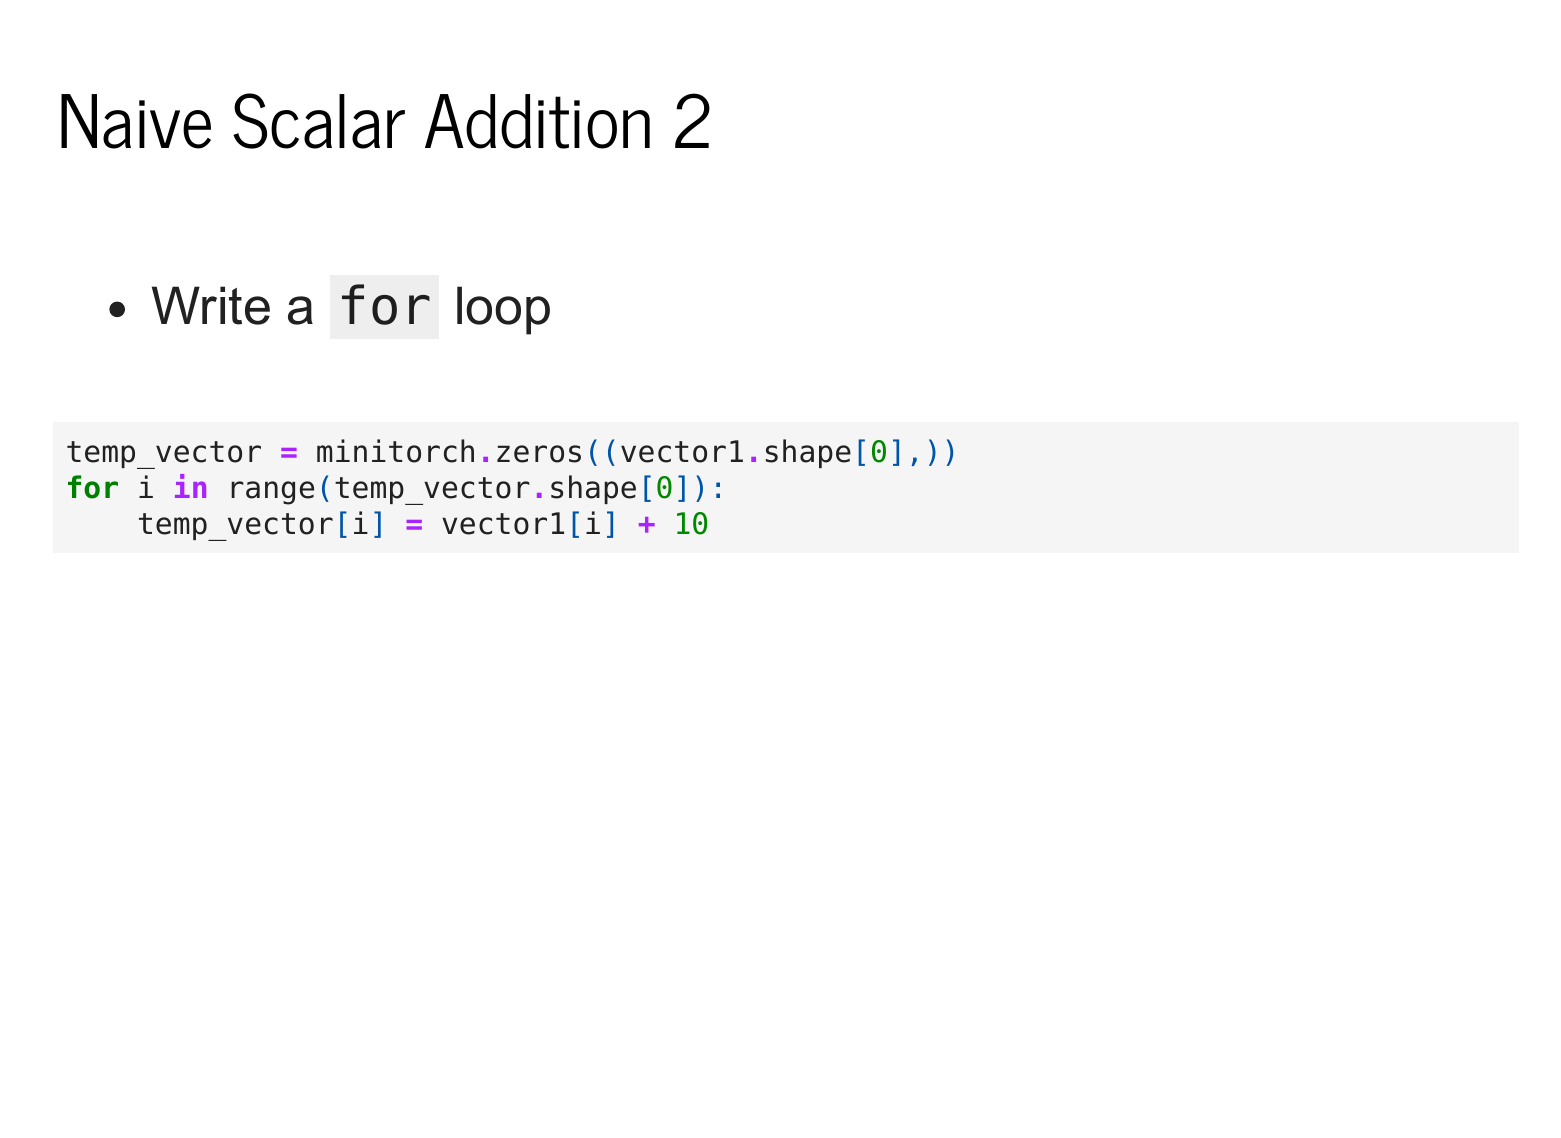 Naive Scalar Addition 2
• Write a for loop
temp_vector = minitorch.zeros((vector1.shape[0],))
for i in range(temp_vector.shape[0]):
    temp_vector[i] = vector1[i] + 10